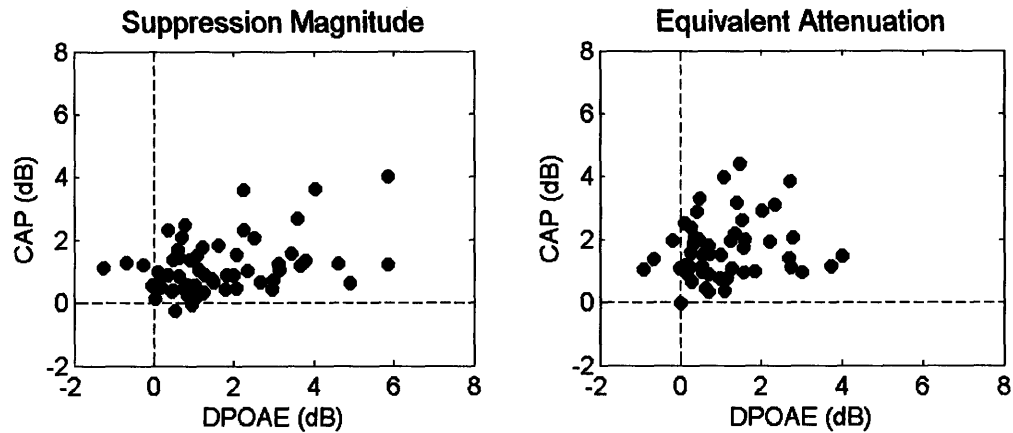 Suppression Magnitude
8
6
4
2
0
-2
CAP (dB)
-2 0 2 4 6 8
DPOAE (dB)
Equivalent Attenuation
8
6
4
2
0
-2
CAP (dB)
-2 0 2 4 6 8
DPOAE (dB)